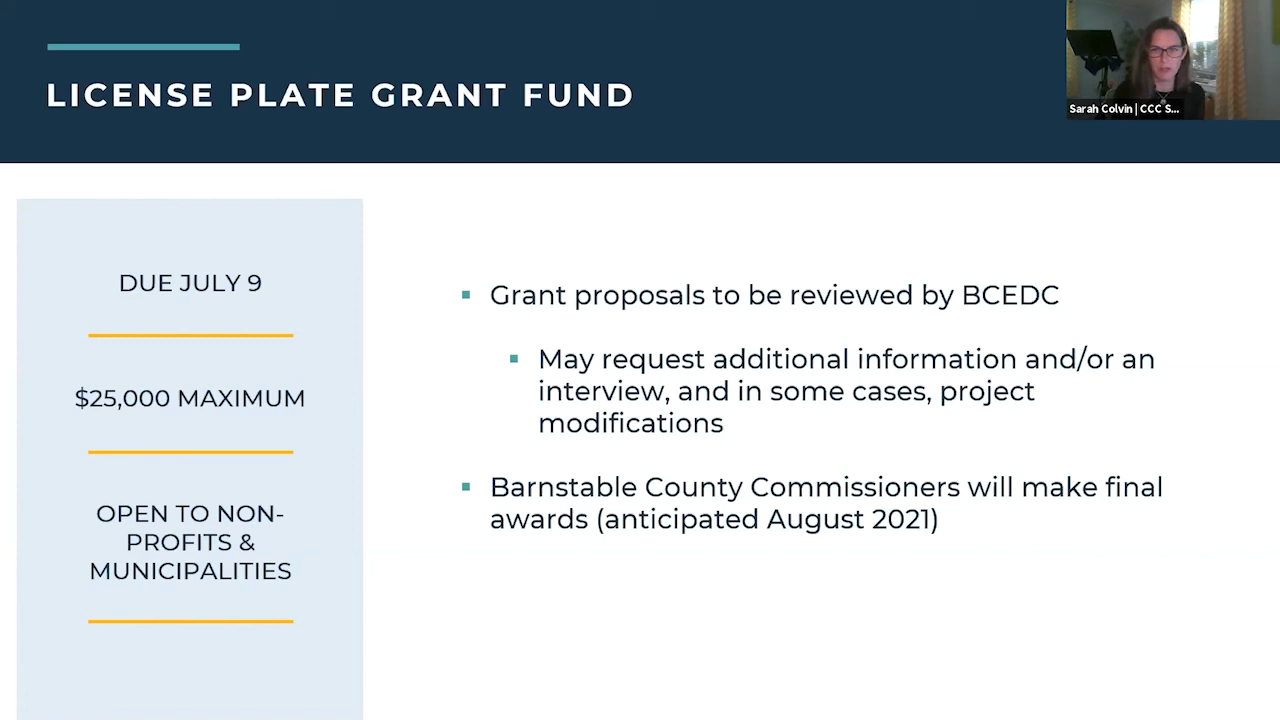 LICENSE PLATE GRANT FUND
Sarah Colvin | CCC S...
DUE JULY 9
$25,000 MAXIMUM
OPEN TO NON-
PROFITS &
MUNICIPALITIES
▪ Grant proposals to be reviewed by BCEDC
▪ May request additional information and/or an
interview, and in some cases, project
modifications
▪ Barnstable County Commissioners will make final
awards (anticipated August 2021)